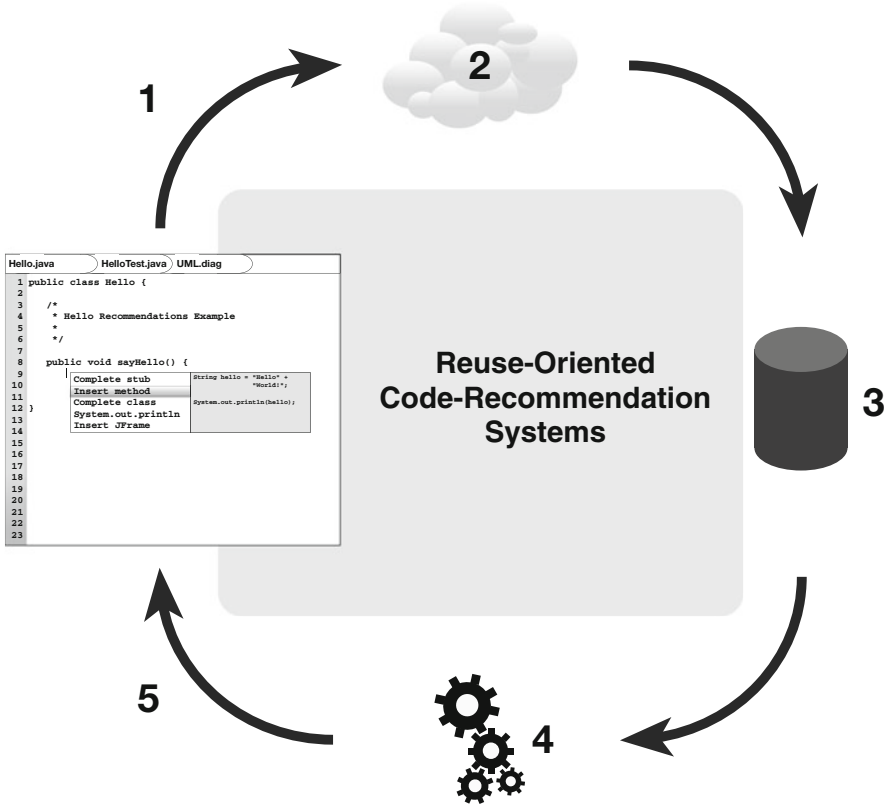 2
1
Hello.java HelloTest.java UML.diag
1 public class Hello {
2
3 /*
4 * Hello Recommendations Example
5 *
6 */
7
8 public void sayHello() {
9
10
11
12 }
13
14
15
16
17
18
19
20
21
22
23
Complete stub
Insert method
Complete class
System.out.println
Insert JFrame
String hello = "Hello" +
"World!";
System.out.println(hello);
Reuse-Oriented
Code-Recommendation
Systems
3
5
4